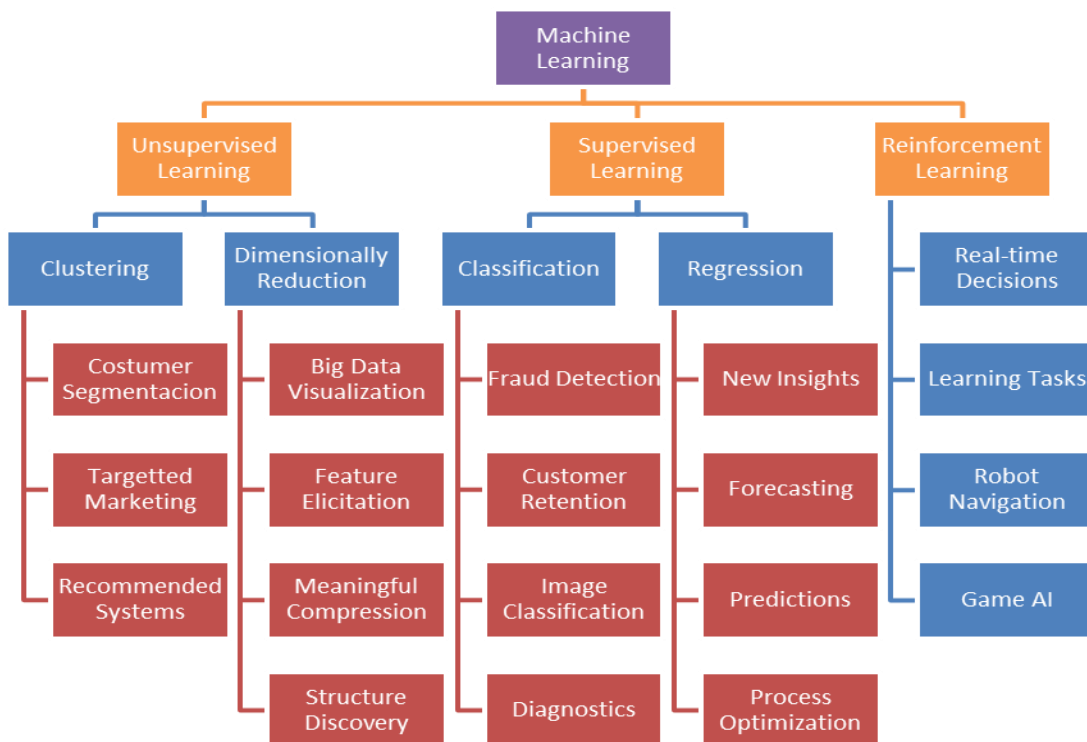 Machine
Learning
Unsupervised
Learning
Supervised
Learning
Reinforcement
Learning
Clustering
Dimensionally
Reduction
Classification
Regression
Real-time
Decisions
Costumer
Segmentacion
Big Data
Visualization
Fraud Detection
New Insights
Learning Tasks
Targetted
Marketing
Feature
Elicitation
Customer
Retention
Forecasting
Robot
Navigation
Recommended
Systems
Meaningful
Compression
Image
Classification
Predictions
Game AI
Structure
Discovery
Diagnostics
Process
Optimization